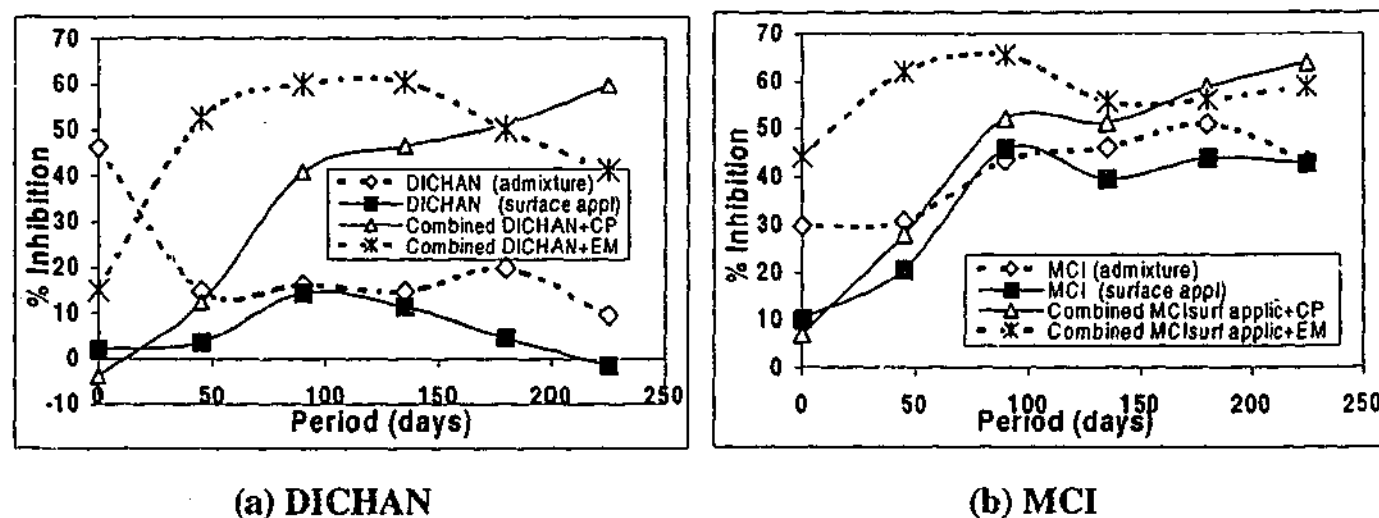 70
60
50
40
30
20
10
0
-10
% Inhibition
0
50
100
150
200
250
Period (days)
DICHAN (admixture)
DICHAN (surface appl)
Combined DICHAN+CP
Combined DICHAN+EM
(a) DICHAN
70
60
50
40
30
20
10
0
% Inhibition
0
50
100
150
200
250
Period (days)
MCI (admixture)
MCI (surface appl)
Combined MCIsurf applic+CP
Combined MCIsurf applic+EM
(b) MCI